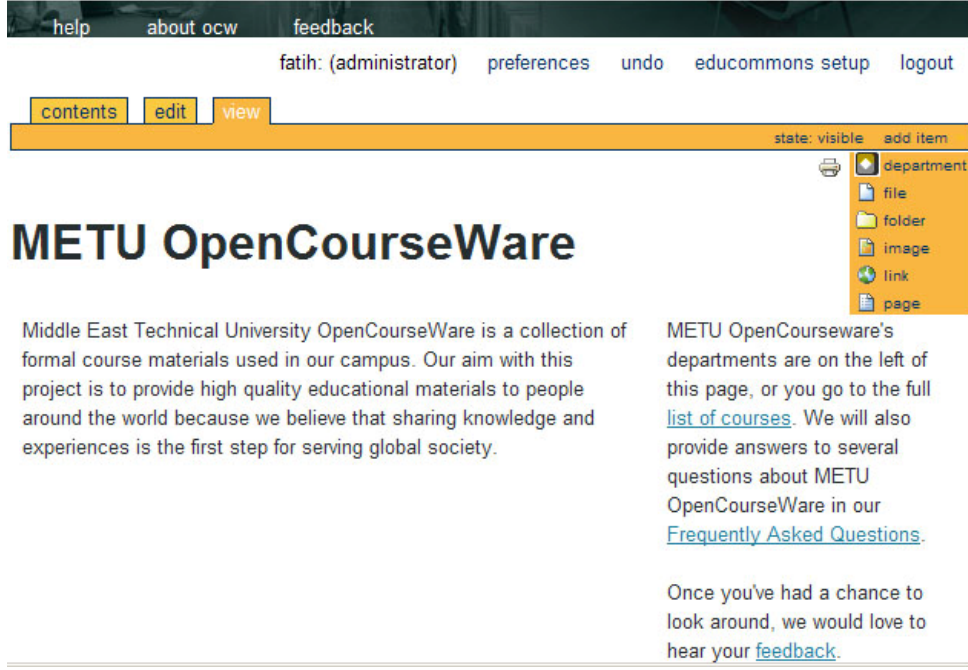 help about ocw feedback
fatih: (administrator) preferences undo educommons setup logout
contents edit view
state: visible add item
department
file
folder
image
link
page
METU OpenCourseWare
Middle East Technical University OpenCourseWare is a collection of
formal course materials used in our campus. Our aim with this
project is to provide high quality educational materials to people
around the world because we believe that sharing knowledge and
experiences is the first step for serving global society.
METU OpenCourseware's
departments are on the left of
this page, or you go to the full
list of courses. We will also
provide answers to several
questions about METU
OpenCourseWare in our
Frequently Asked Questions.
Once you've had a chance to
look around, we would love to
hear your feedback.